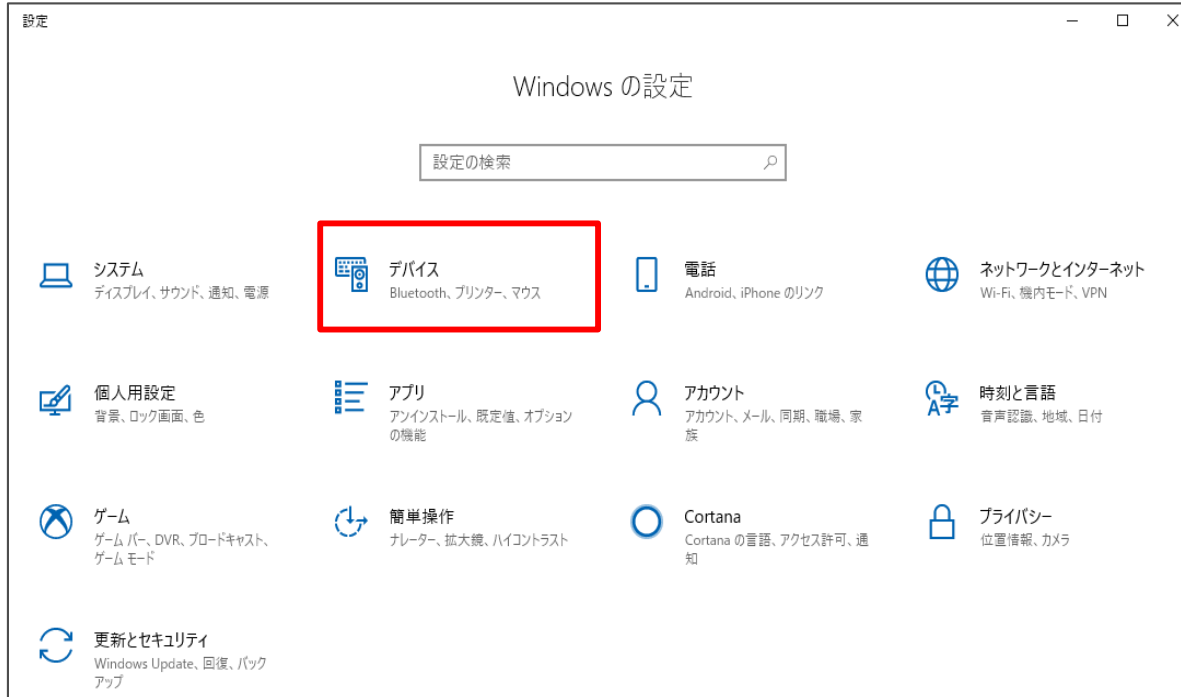 設定
Windows の設定
設定の検索
システム
ディスプレイ、サウンド、通知、電源
デバイス
Bluetooth、プリンター、マウス
電話
Android、iPhone のリンク
ネットワークとインターネット
Wi-Fi、機内モード、VPN
個人用設定
背景、ロック画面、色
アプリ
アンインストール、既定値、オプション
の機能
アカウント
アカウント、メール、同期、職場、家
族
時刻と言語
音声認識、地域、日付
ゲーム
ゲーム バー、DVR、ブロードキャスト、
ゲーム モード
簡単操作
ナレーター、拡大鏡、ハイコントラスト
Cortana
Cortana の言語、アクセス許可、通
知
プライバシー
位置情報、カメラ
更新とセキュリティ
Windows Update、回復、バック
アップ